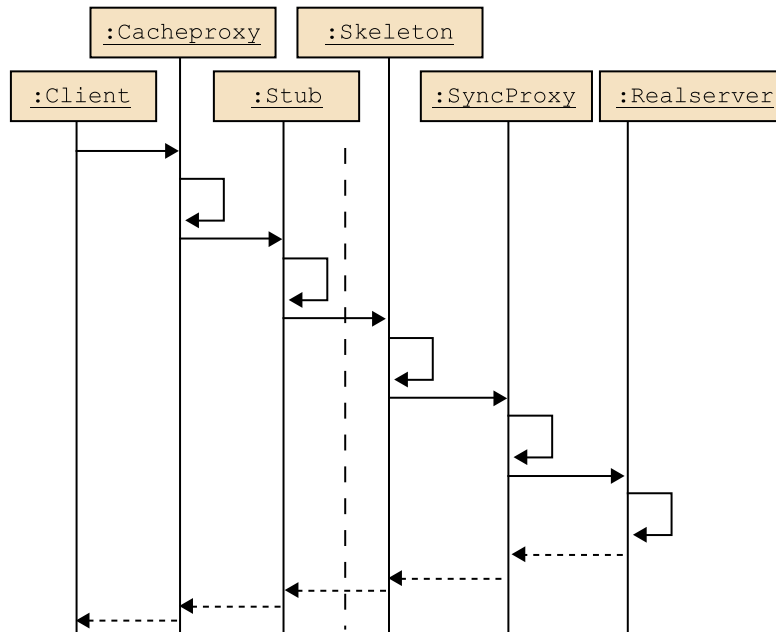 :Cacheproxy
:Skeleton
:Client
:Stub
:SyncProxy
:Realserver